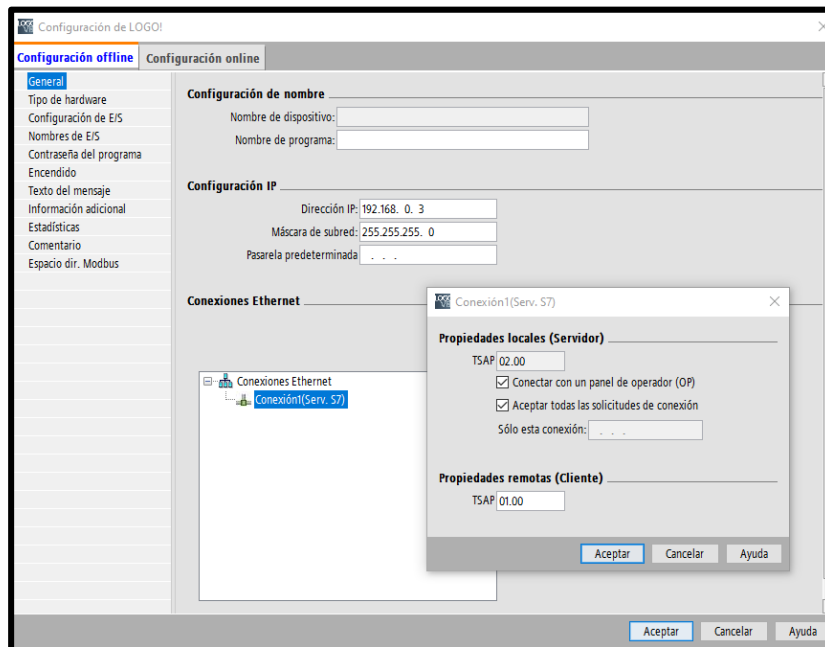 Configuración de LOGO!
Configuración offline
Configuración online
General
Tipo de hardware
Configuración de E/S
Nombres de E/S
Contraseña del programa
Encendido
Texto del mensaje
Información adicional
Estadísticas
Comentario
Espacio dir. Modbus
Configuración de nombre
Nombre de dispositivo:
Nombre de programa:
Configuración IP
Dirección IP: 192.168. 0. 3
Máscara de subred: 255.255.255. 0
Pasarela predeterminada . . .
Conexiones Ethernet
Conexiones Ethernet
Conexión1(Serv. S7)
Conexión1(Serv. S7)
Propiedades locales (Servidor)
TSAP 02.00
Conectar con un panel de operador (OP)
Aceptar todas las solicitudes de conexión
Sólo esta conexión: . . .
Propiedades remotas (Cliente)
TSAP 01.00
Aceptar Cancelar Ayuda
Aceptar Cancelar Ayuda